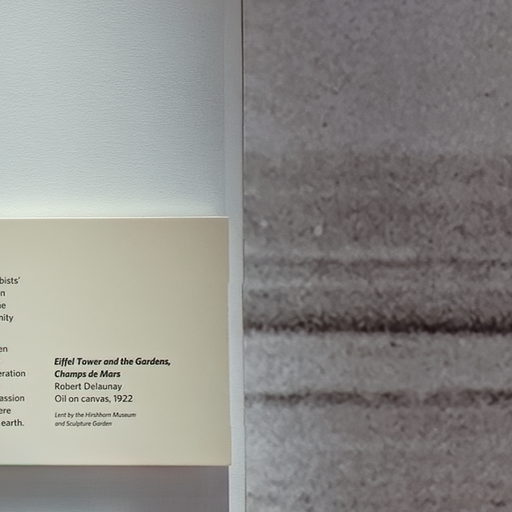 bists'
n
e
nity
en
eration
assion
ere
earth.
Eiffel Tower and the Gardens,
Champs de Mars
Robert Delaunay
Oil on canvas, 1922
Lent by the Hirshhorn Museum
and Sculpture Garden